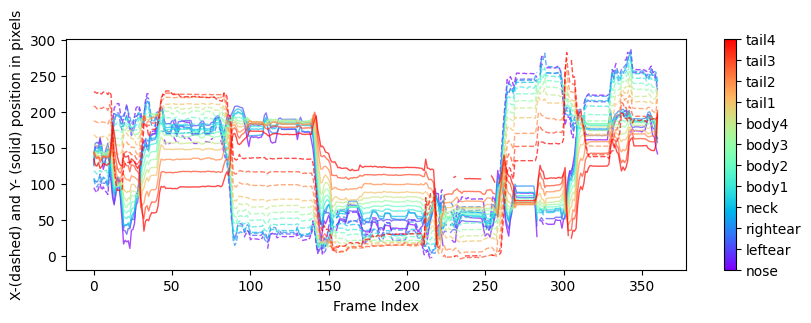 X-(dashed) and Y- (solid) position in pixels
300
250
200
150
100
50
0
0
50
100
150
200
250
300
350
Frame Index
tail4
tail3
tail2
tail1
body4
body3
body2
body1
neck
rightear
leftear
nose